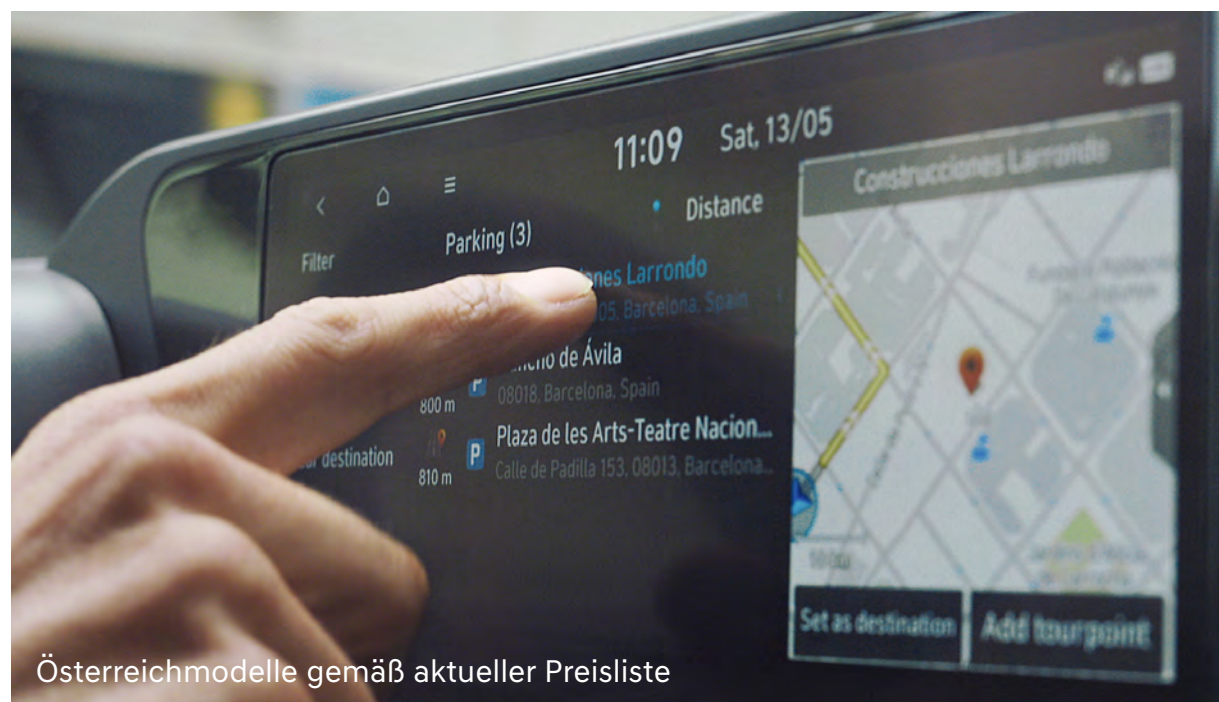 11:09 Sat, 13/05
Parking (3)
Distance
Filter
Larrondo
Barcelona, Spain
de Ávila
08018, Barcelona, Spain
800 m
P
Plaza de les Arts-Teatre Nacion...
Calle de Padilla 153, 08013, Barcelona...
810 m
P
destination
Construcciones Larrondo
Set as destination
Add tourpoint
Österreichmodelle gemäß aktueller Preisliste